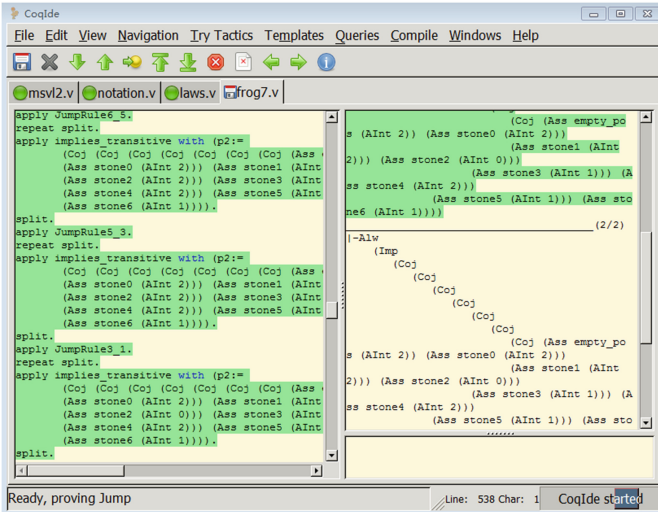 CoqIde
File Edit View Navigation Try Tactics Templates Queries Compile Windows Help
msvl2.v notation.v laws.v frog7.v
apply JumpRule6_5.
repeat split.
apply implies_transitive with (p2:=
(Coj (Coj (Coj (Coj (Coj (Coj (Ass
(Ass stone0 (AInt 2))) (Ass stone1 (AInt
(Ass stone2 (AInt 2))) (Ass stone3 (AInt
(Ass stone4 (AInt 2))) (Ass stone5 (AInt
(Ass stone6 (AInt 1)))).
split.
apply JumpRule5_3.
repeat split.
apply implies_transitive with (p2:=
(Coj (Coj (Coj (Coj (Coj (Coj (Ass
(Ass stone0 (AInt 2))) (Ass stone1 (AInt
(Ass stone2 (AInt 2))) (Ass stone3 (AInt
(Ass stone4 (AInt 2))) (Ass stone5 (AInt
(Ass stone6 (AInt 1)))).
split.
apply JumpRule3_1.
repeat split.
apply implies_transitive with (p2:=
(Coj (Coj (Coj (Coj (Coj (Coj (Ass
(Ass stone0 (AInt 2))) (Ass stone1 (AInt
(Ass stone2 (AInt 0))) (Ass stone3 (AInt
(Ass stone4 (AInt 2))) (Ass stone5 (AInt
(Ass stone6 (AInt 1)))).
split.
(Coj (Ass empty_po
s (AInt 2)) (Ass stone0 (AInt 2)))
(Ass stone1 (AInt
2))) (Ass stone2 (AInt 0)))
(Ass stone3 (AInt 1))) (A
ss stone4 (AInt 2)))
(Ass stone5 (AInt 1))) (Ass sto
ne6 (AInt 1))))
(2/2)
|-Alw
(Imp
(Coj
(Coj
(Coj
(Coj
(Coj
(Coj
(Coj (Ass empty_po
s (AInt 2)) (Ass stone0 (AInt 2)))
(Ass stone1 (AInt
2))) (Ass stone2 (AInt 0)))
(Ass stone3 (AInt 1))) (A
ss stone4 (AInt 2)))
(Ass stone5 (AInt 1))) (Ass sto
Ready, proving Jump
Line: 538 Char: 1 CoqIde started